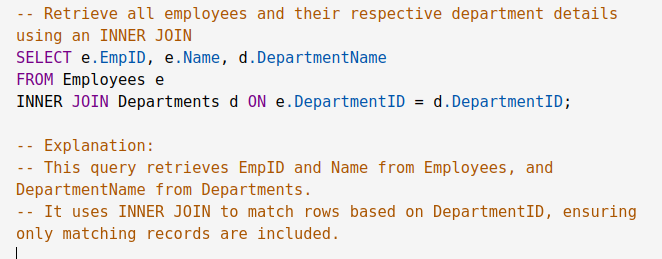 -- Retrieve all employees and their respective department details
using an INNER JOIN
SELECT e.EmpID, e.Name, d.DepartmentName
FROM Employees e
INNER JOIN Departments d ON e.DepartmentID = d.DepartmentID;
-- Explanation:
-- This query retrieves EmpID and Name from Employees, and
DepartmentName from Departments.
-- It uses INNER JOIN to match rows based on DepartmentID, ensuring
only matching records are included.